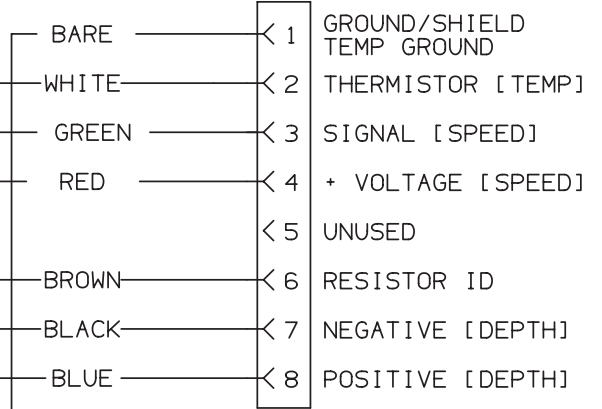 BARE 1 GROUND/SHIELD
TEMP GROUND
WHITE 2 THERMISTOR [TEMP]
GREEN 3 SIGNAL [SPEED]
RED 4 + VOLTAGE [SPEED]
5 UNUSED
BROWN 6 RESISTOR ID
BLACK 7 NEGATIVE [DEPTH]
BLUE 8 POSITIVE [DEPTH]